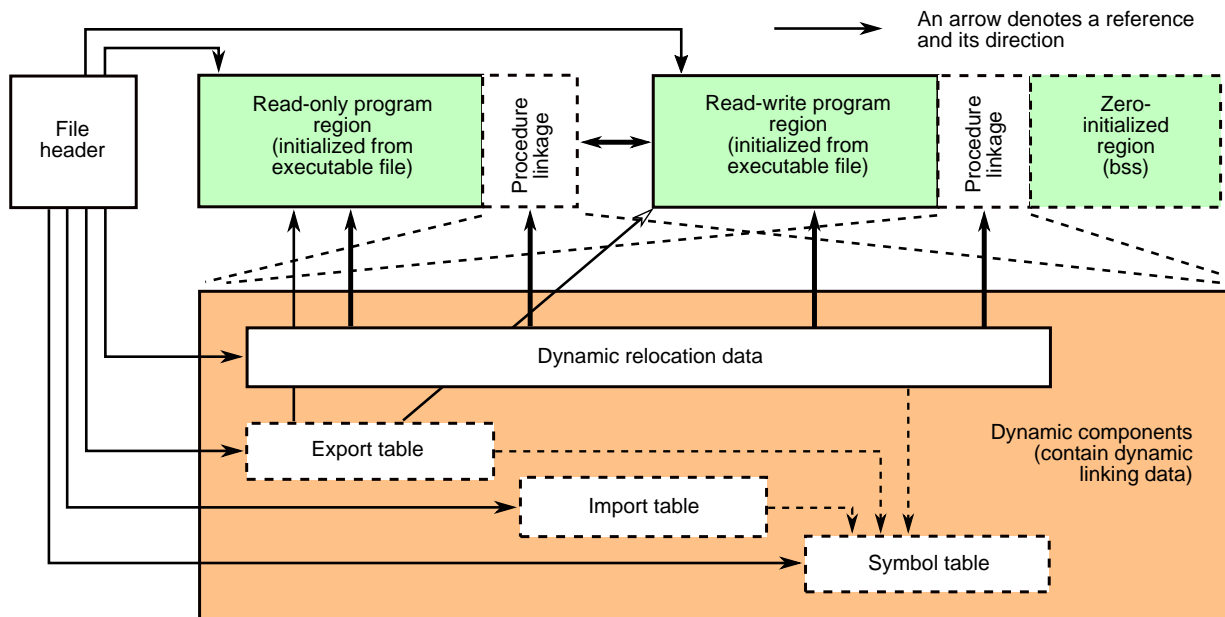 An arrow denotes a reference
and its direction
File
header
Read-only program
region
(initialized from
executable file)
Procedure
linkage
Read-write program
region
(initialized from
executable file)
Procedure
linkage
Zero-
initialized
region
(bss)
Dynamic relocation data
Export table
Dynamic components
(contain dynamic
linking data)
Import table
Symbol table